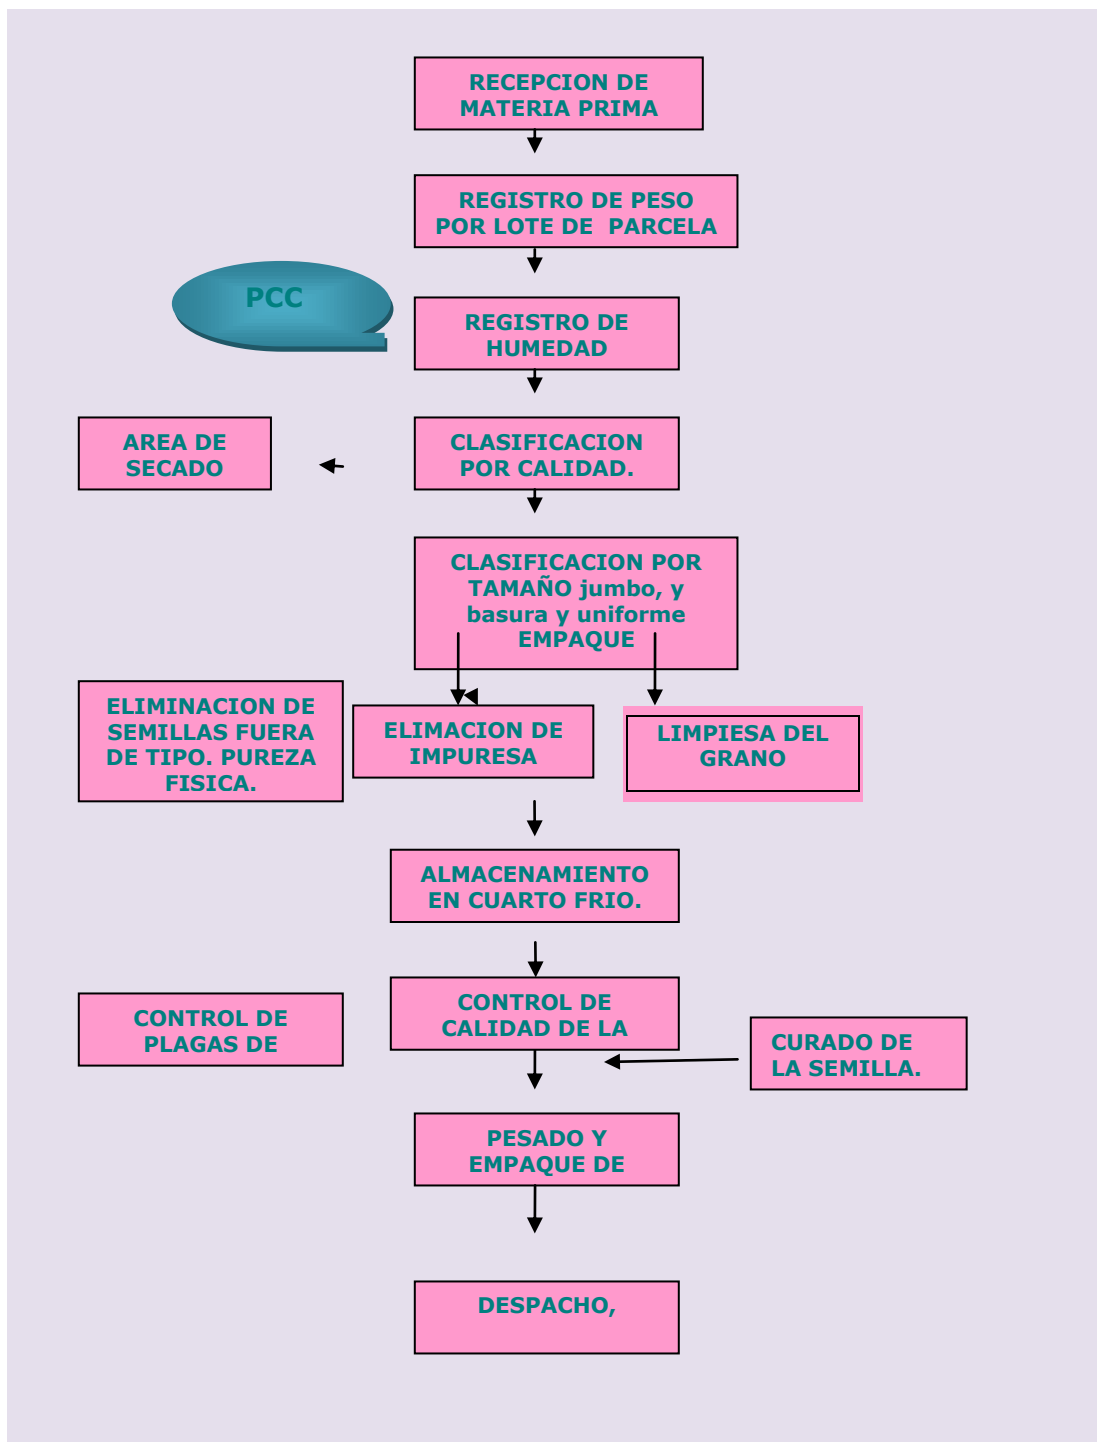 RECEPCION DE
MATERIA PRIMA
REGISTRO DE PESO
POR LOTE DE PARCELA
PCC
REGISTRO DE
HUMEDAD
AREA DE
SECADO
CLASIFICACION
POR CALIDAD.
CLASIFICACION POR
TAMAÑO jumbo, y
basura y uniforme
EMPAQUE
ELIMINACION DE
SEMILLAS FUERA
DE TIPO. PUREZA
FISICA.
ELIMACION DE
IMPURESA
LIMPIESA DEL
GRANO
ALMACENAMIENTO
EN CUARTO FRIO.
CONTROL DE
PLAGAS DE
CONTROL DE
CALIDAD DE LA
CURADO DE
LA SEMILLA.
PESADO Y
EMPAQUE DE
DESPACHO,